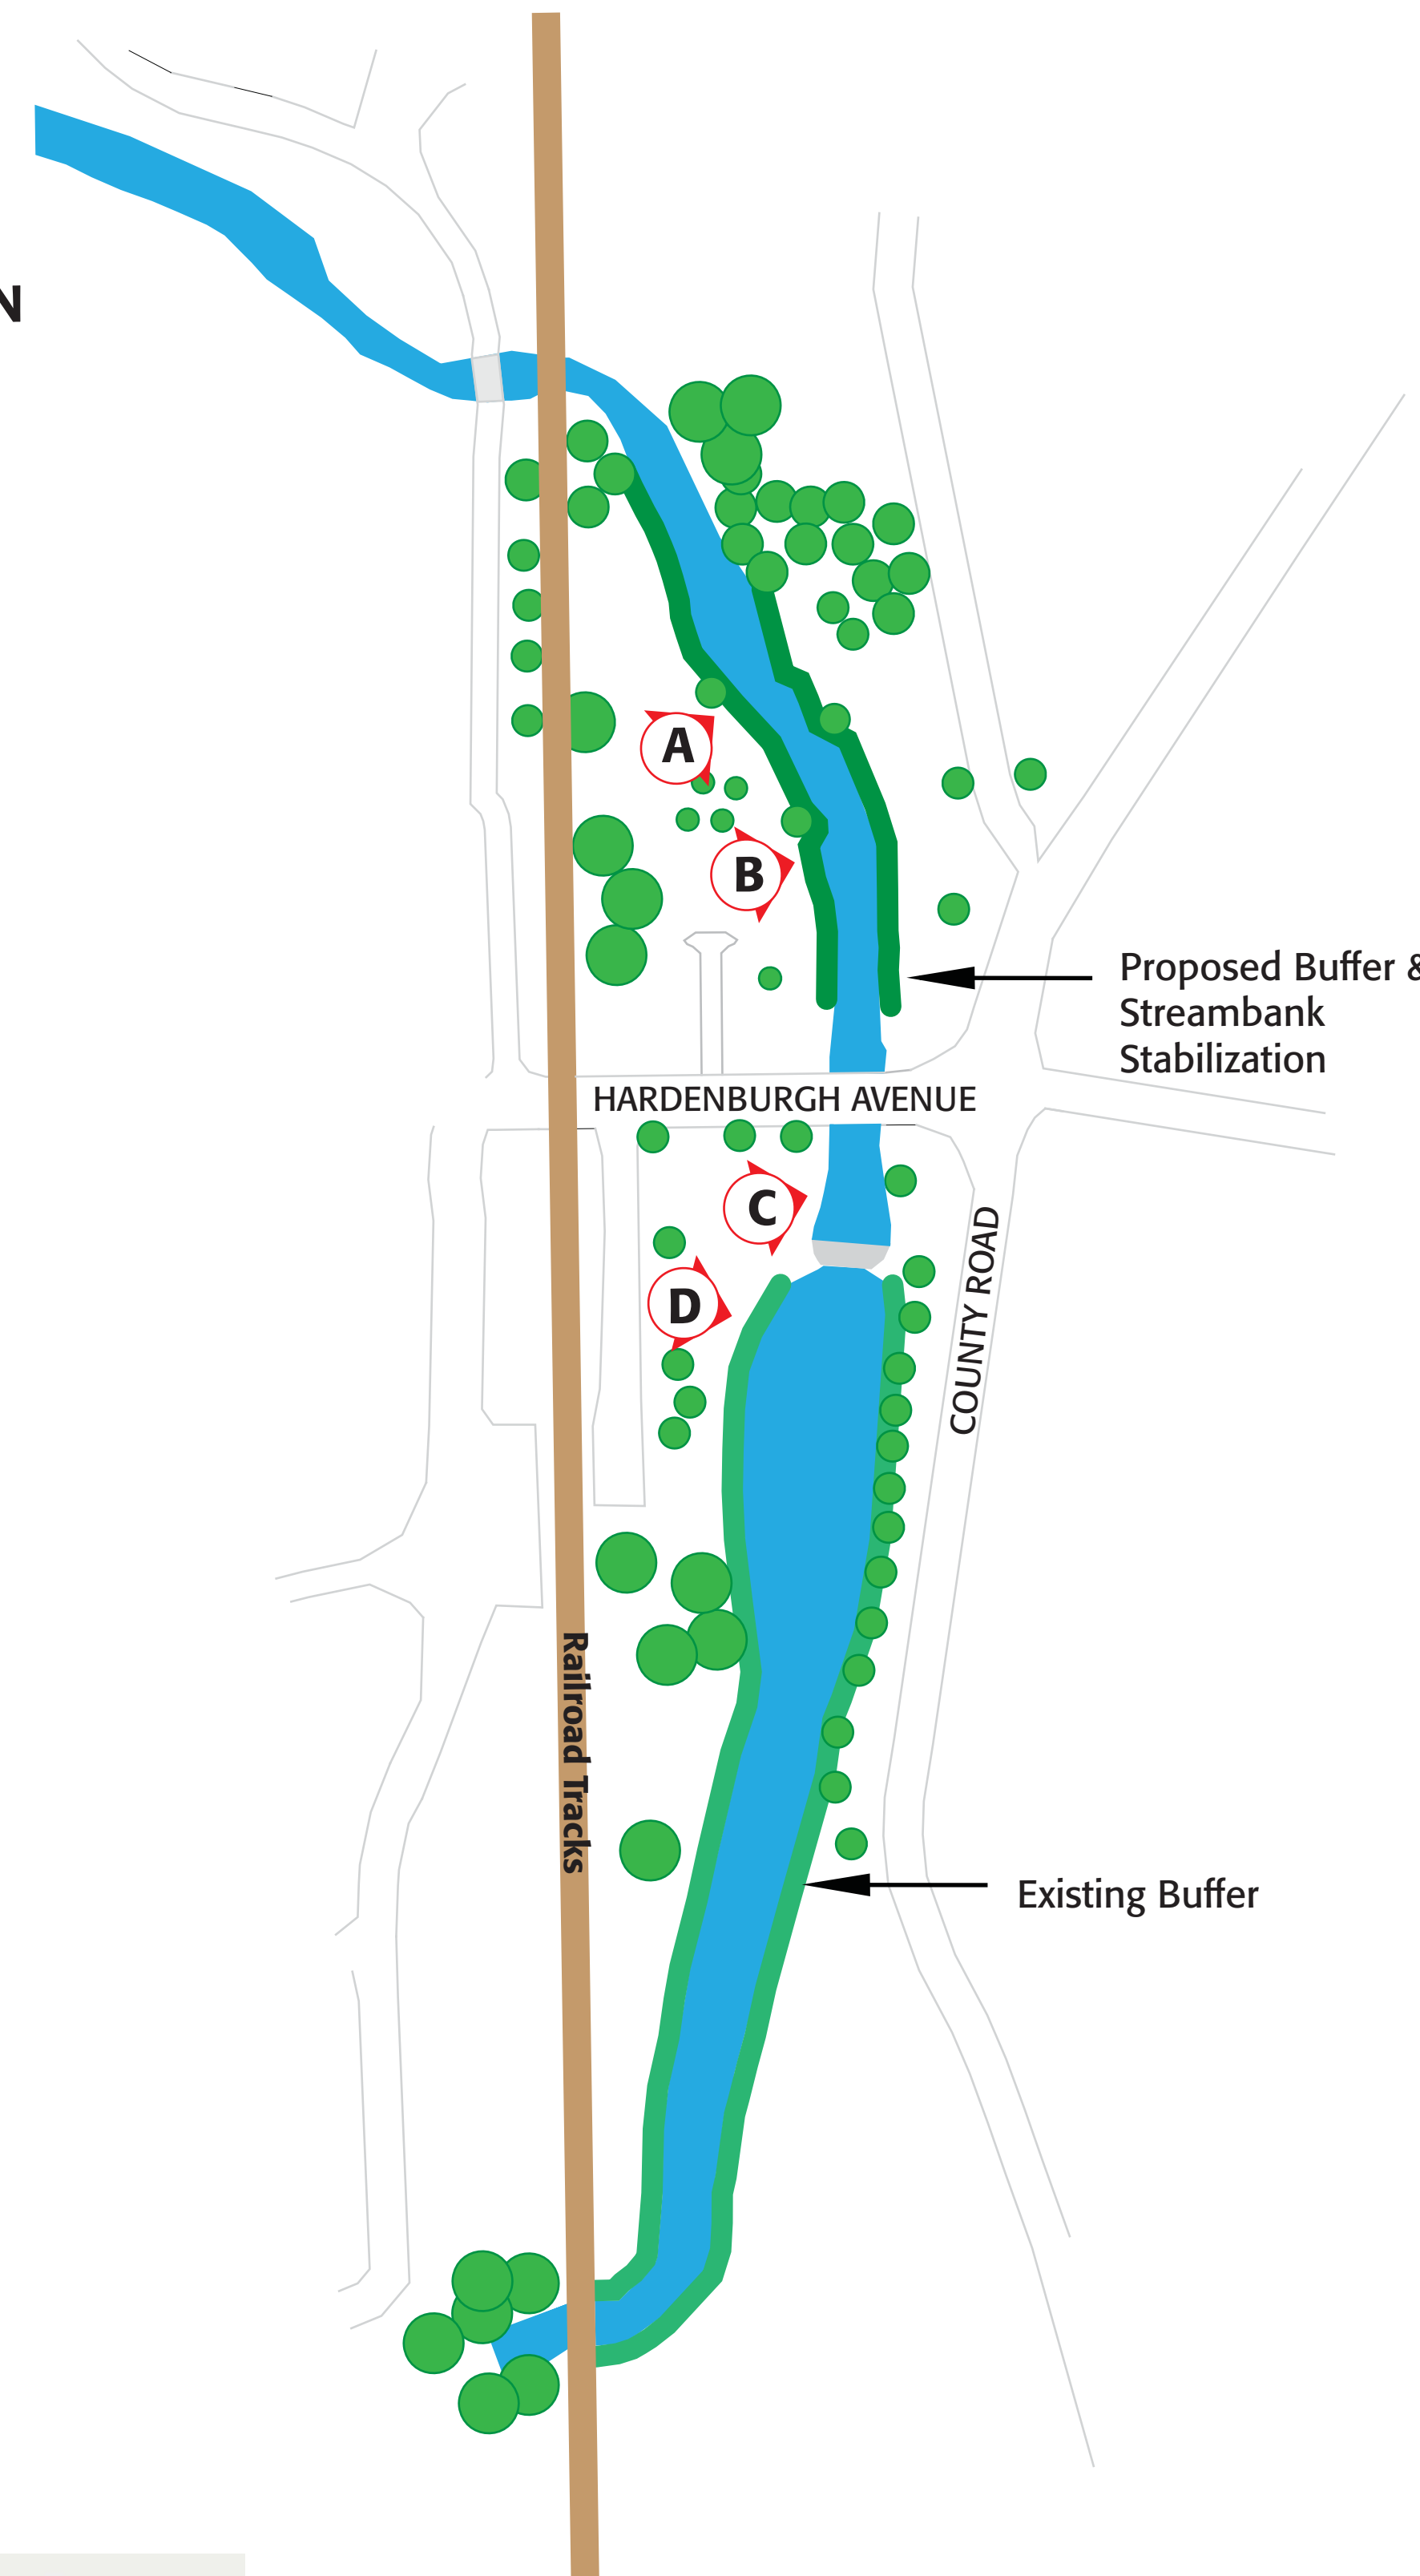 N
A
B
Proposed Buffer &
Streambank
Stabilization
HARDENBURGH AVENUE
C
D
COUNTY ROAD
Railroad Tracks
Existing Buffer